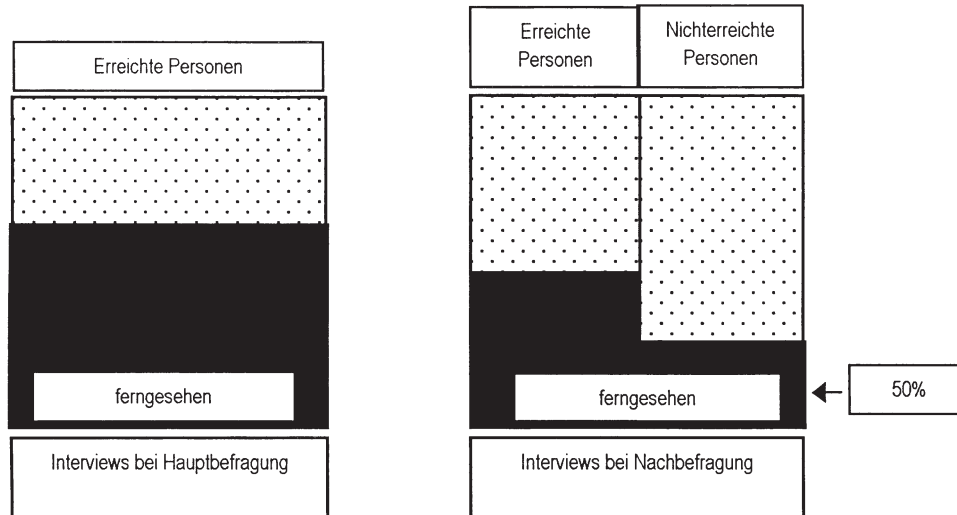 Erreichte Personen
ferngesehen
Interviews bei Hauptbefragung
Erreichte
Personen
Nichterreichte
Personen
ferngesehen
50%
Interviews bei Nachbefragung